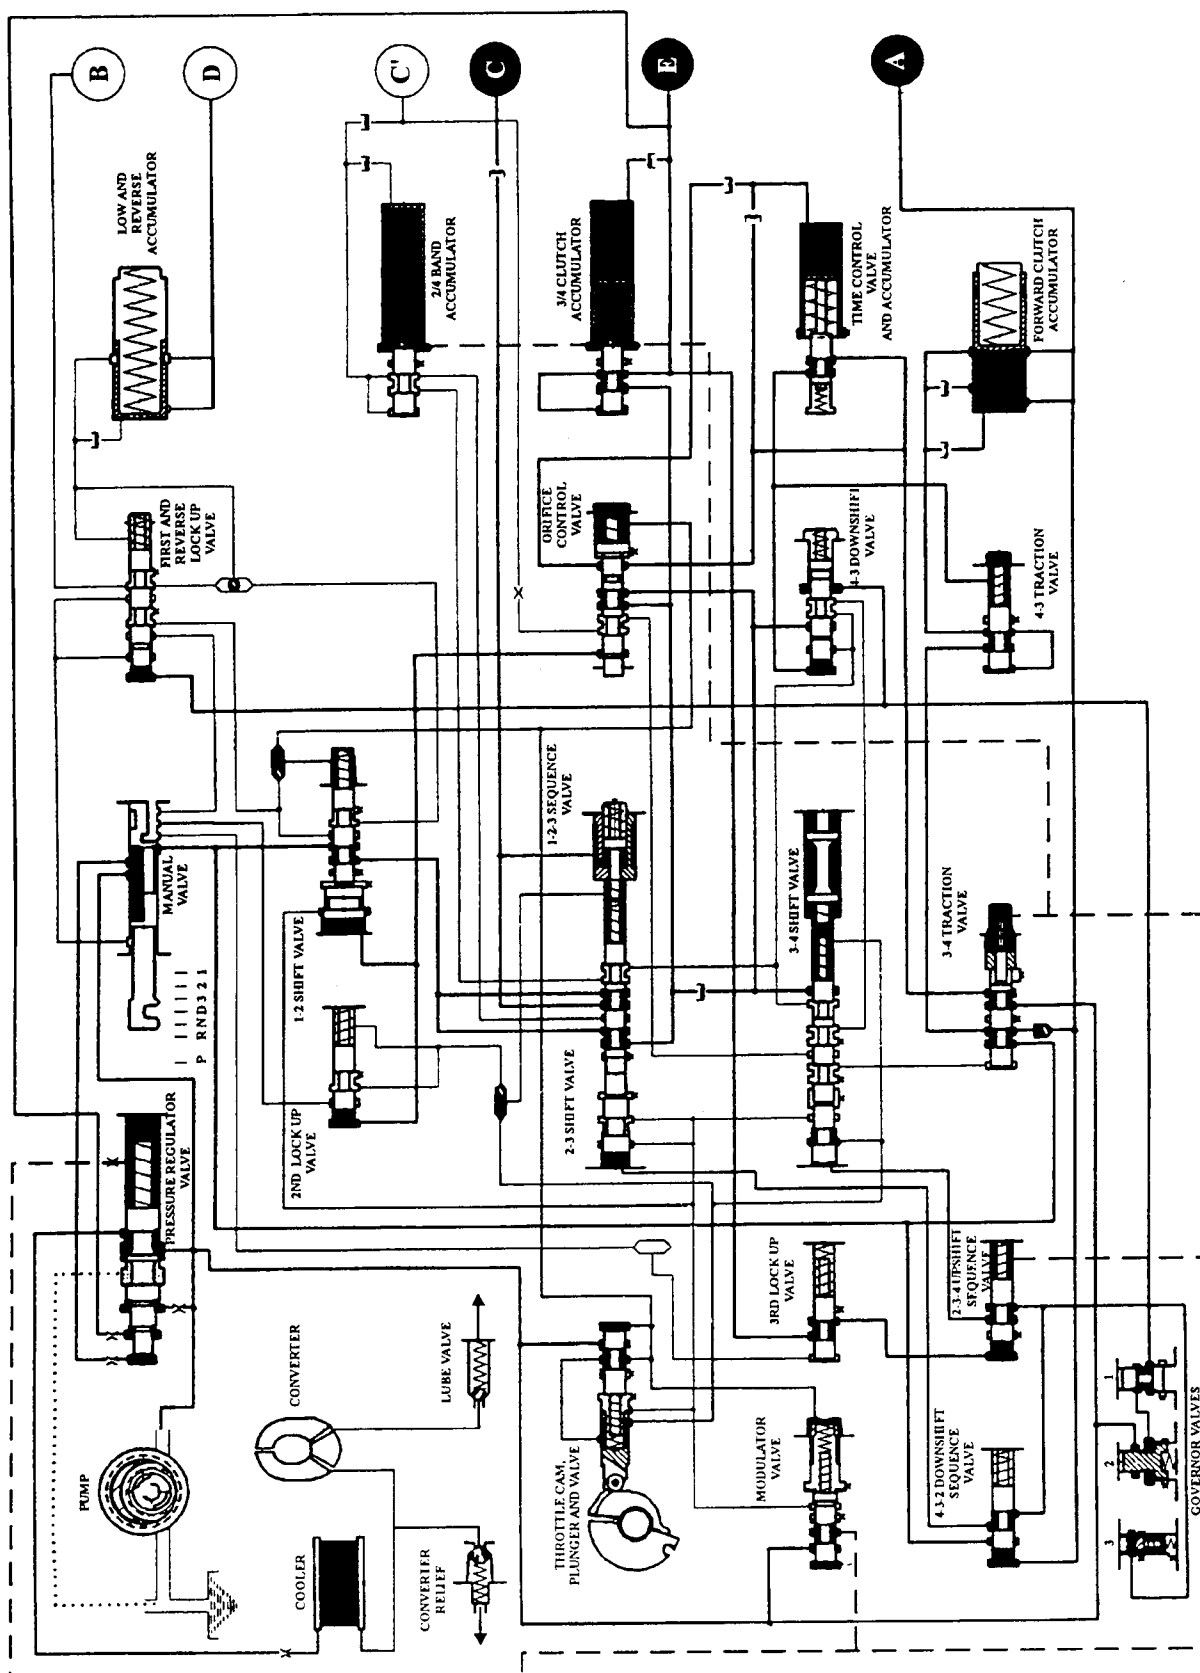 B
D
C'
C
E
A
LOW AND
REVERSE
ACCUMULATOR
2/4 BAND
ACCUMULATOR
3/4 CLUTCH
ACCUMULATOR
TIME CONTROL
VALVE
AND ACCUMULATOR
FORWARD CLUTCH
ACCUMULATOR
FIRST AND
REVERSE
LOCK UP
VALVE
ORIFICE
CONTROL
VALVE
4-3 DOWNSHIFT
VALVE
4-3 TRACTION
VALVE
MANUAL
VALVE
P R N D 3 2 1
1-2 SHIFT VALVE
1-2-3 SEQUENCE
VALVE
3-4 SHIFT VALVE
3-4 TRACTION
VALVE
PRESSURE REGULATOR
VALVE
2ND LOCK UP
VALVE
2-3 SHIFT VALVE
3RD LOCK UP
VALVE
2-3-4 UPSHIFT
SEQUENCE
VALVE
PUMP
CONVERTER
LUBE VALVE
COOLER
CONVERTER
RELIEF
THROTTLE CAM,
PLUNGER AND VALVE
MODULATOR
VALVE
4-3-2 DOWNSHIFT
SEQUENCE
VALVE
1
2
3
GOVERNOR VALVES